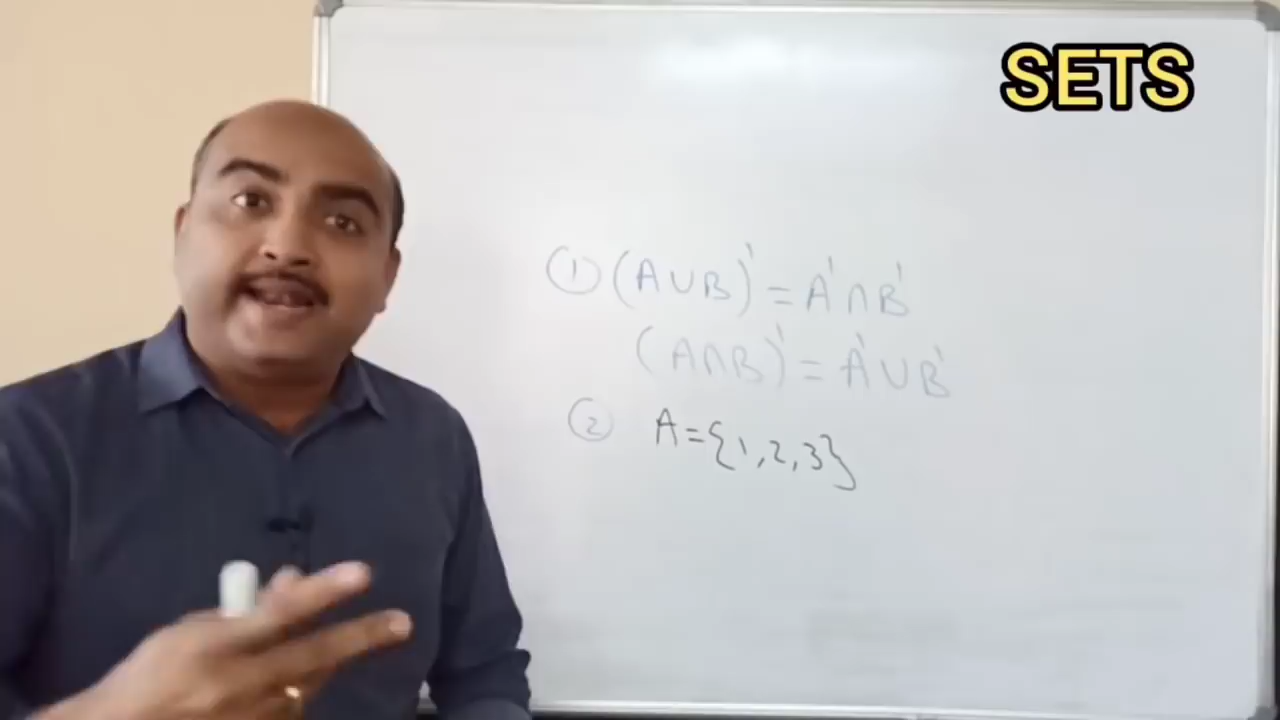 SETS
① (A∪B)' = A'∩B'
(A∩B)' = A'∪B'
② A={1,2,3}